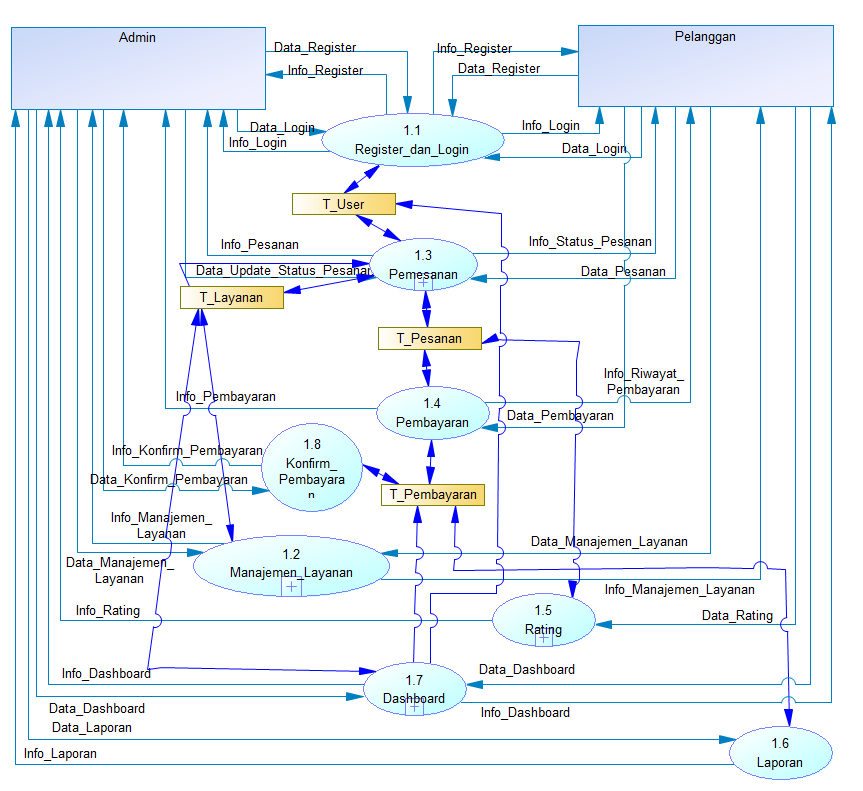 Admin
Pelanggan
Data_Register
Info_Register
Info_Register
Data_Register
Data_Login
Info_Login
1.1
Register_dan_Login
Info_Login
Data_Login
T_User
Info_Pesanan
1.3
Pemesanan
Info_Status_Pesanan
Data_Update_Status_Pesanan
Data_Pesanan
T_Layanan
T_Pesanan
Info_Riwayat_
Pembayaran
Info_Pembayaran
1.4
Pembayaran
Data_Pembayaran
Info_Konfirm_Pembayaran
1.8
Konfirm_
Pembayara
n
Data_Konfirm_Pembayaran
T_Pembayaran
Info_Manajemen_
Layanan
Data_Manajemen_Layanan
1.2
Manajemen_Layanan
Data_Manajemen_
Layanan
Info_Manajemen_Layanan
Info_Rating
1.5
Rating
Data_Rating
Info_Dashboard
1.7
Dashboard
Data_Dashboard
Data_Dashboard
Info_Dashboard
Data_Laporan
Info_Laporan
1.6
Laporan